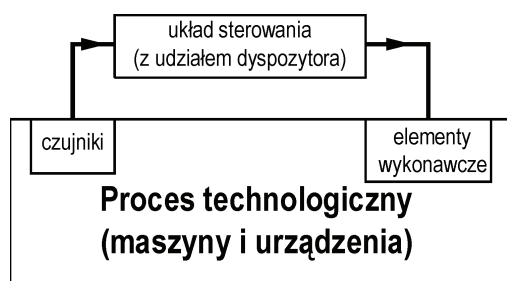 układ sterowania
(z udziałem dyspozytora)
czujniki
elementy
wykonawcze
Proces technologiczny
(maszyny i urządzenia)